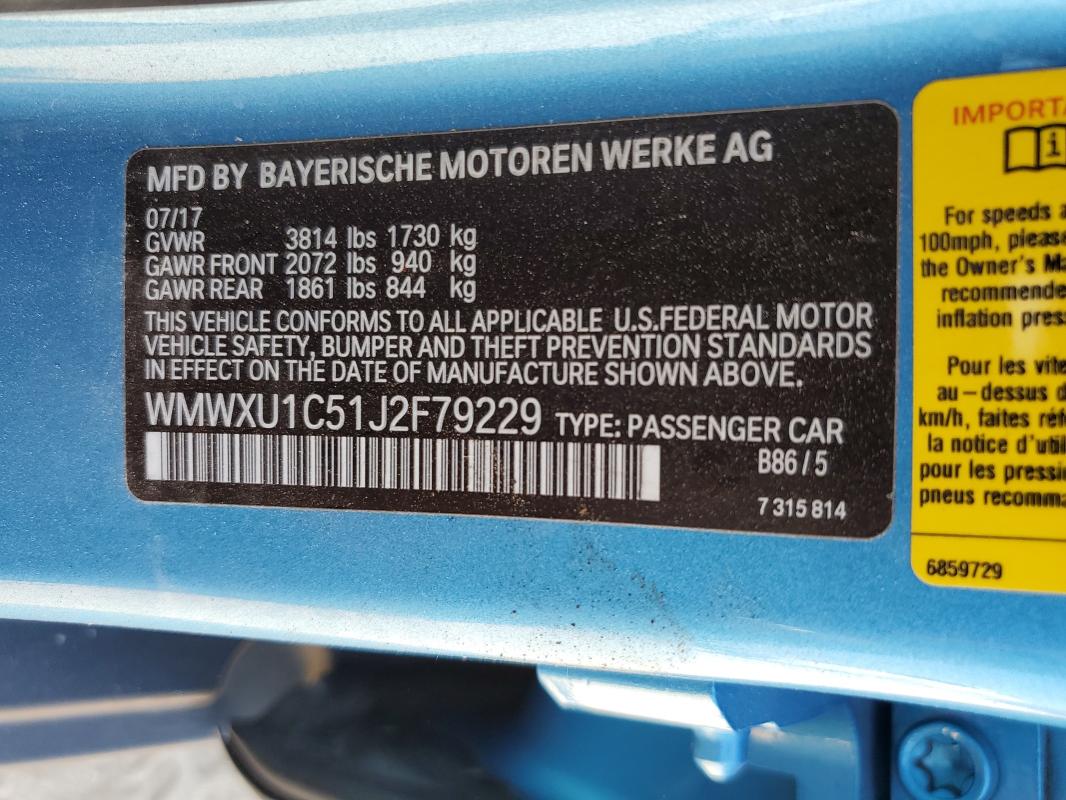 MFD BY BAYERISCHE MOTOREN WERKE AG
07/17
GVWR 3814 lbs 1730 kg
GAWR FRONT 2072 lbs 940 kg
GAWR REAR 1861 lbs 844 kg
THIS VEHICLE CONFORMS TO ALL APPLICABLE U.S.FEDERAL MOTOR
VEHICLE SAFETY, BUMPER AND THEFT PREVENTION STANDARDS
IN EFFECT ON THE DATE OF MANUFACTURE SHOWN ABOVE.
WMWXU1C51J2F79229 TYPE: PASSENGER CAR
B86/5
7 315 814
IMPORTA
i
For speeds a
100mph, please
the Owner's Ma
recommende
inflation press
Pour les vite
au-dessus d
km/h, faites réf
la notice d'util
pour les pressi
pneus recomma
6859729